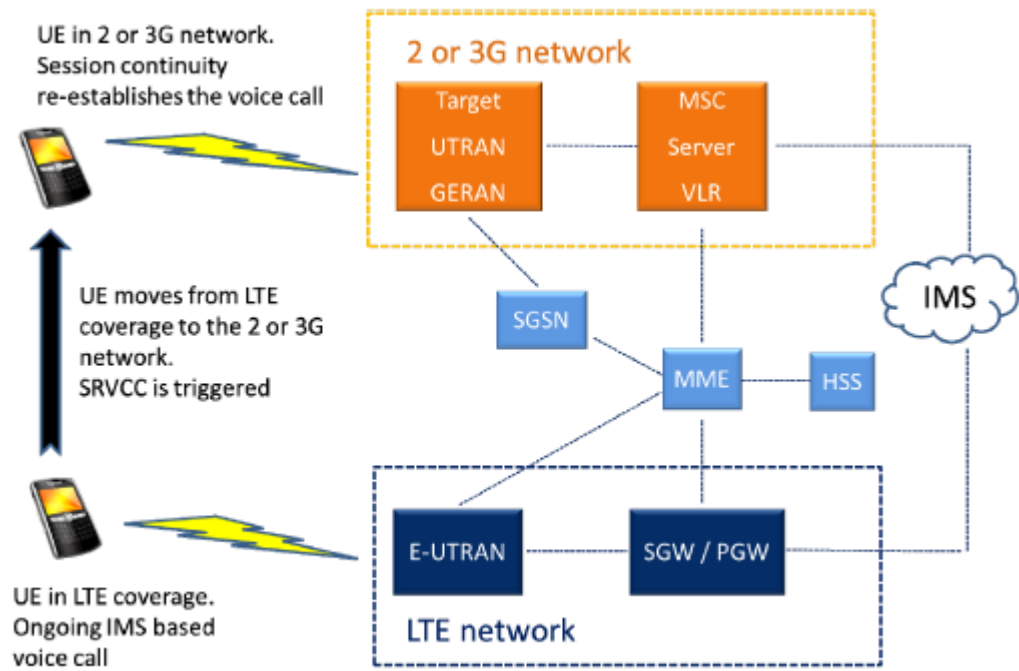 UE in 2 or 3G network.
Session continuity
re-establishes the voice call
2 or 3G network
Target
UTRAN
GERAN
MSC
Server
VLR
UE moves from LTE
coverage to the 2 or 3G
network.
SRVCC is triggered
SGSN
IMS
MME
HSS
E-UTRAN
SGW / PGW
LTE network
UE in LTE coverage.
Ongoing IMS based
voice call